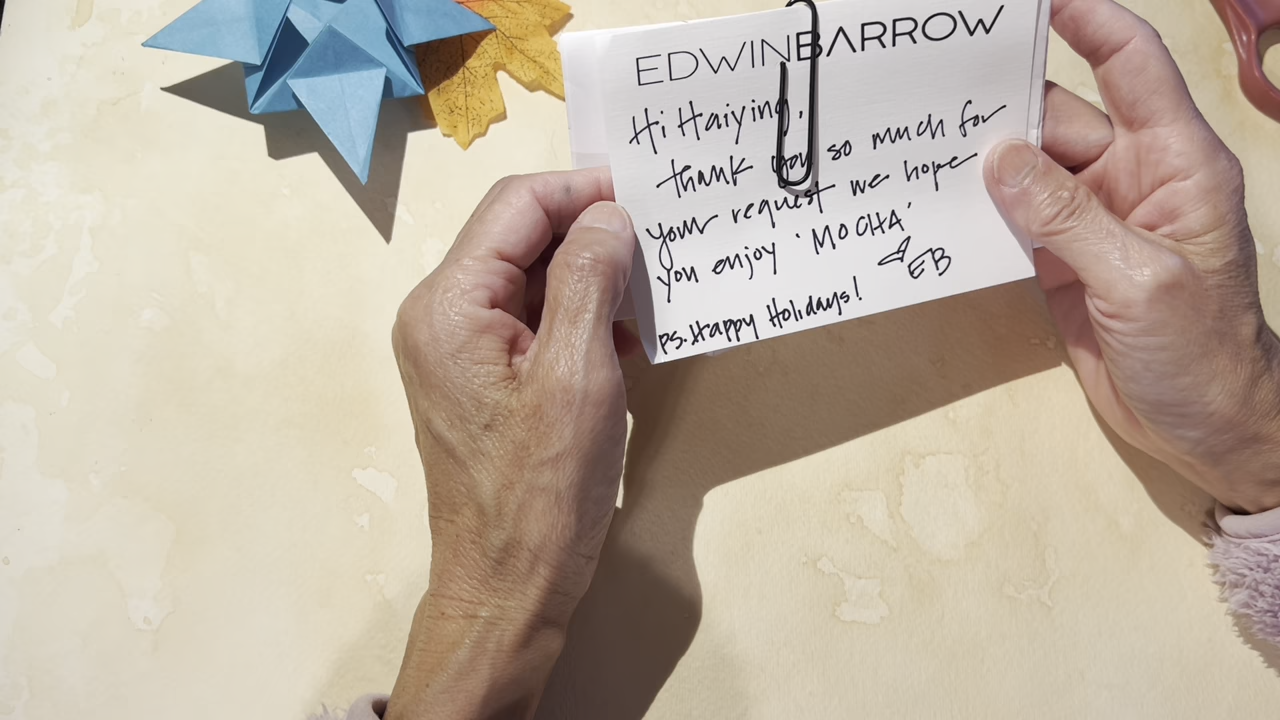 EDWINBARROW
Hi Haiying,
thank you so much for
your request we hope
you enjoy 'MOCHA'
EB
ps. Happy Holidays!